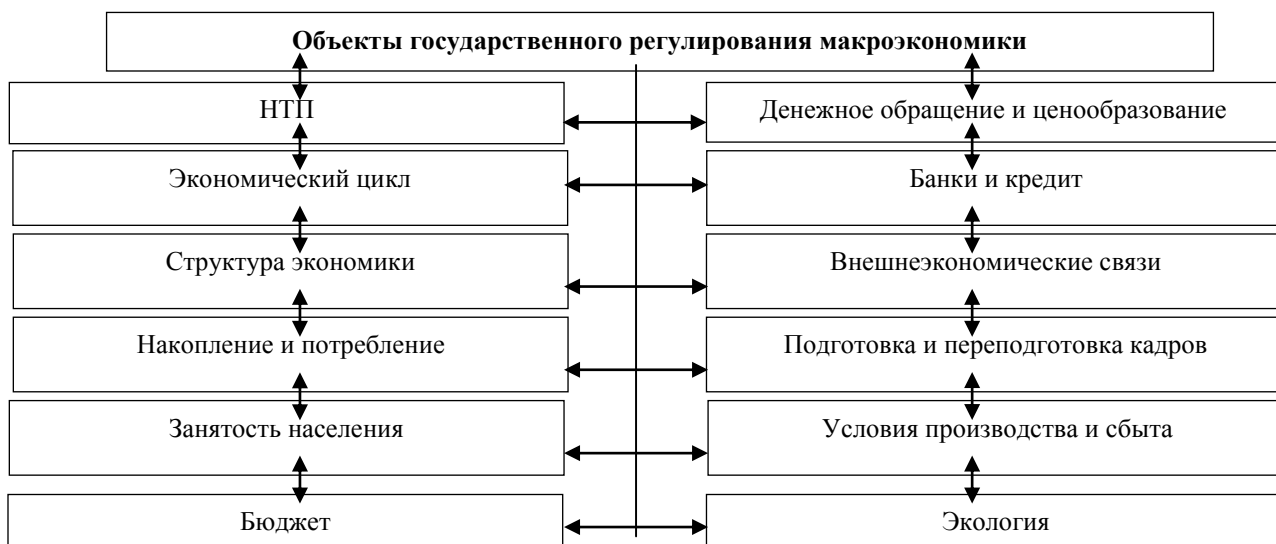 Объекты государственного регулирования макроэкономики
НТП
Денежное обращение и ценообразование
Экономический цикл
Банки и кредит
Структура экономики
Внешнеэкономические связи
Накопление и потребление
Подготовка и переподготовка кадров
Занятость населения
Условия производства и сбыта
Бюджет
Экология